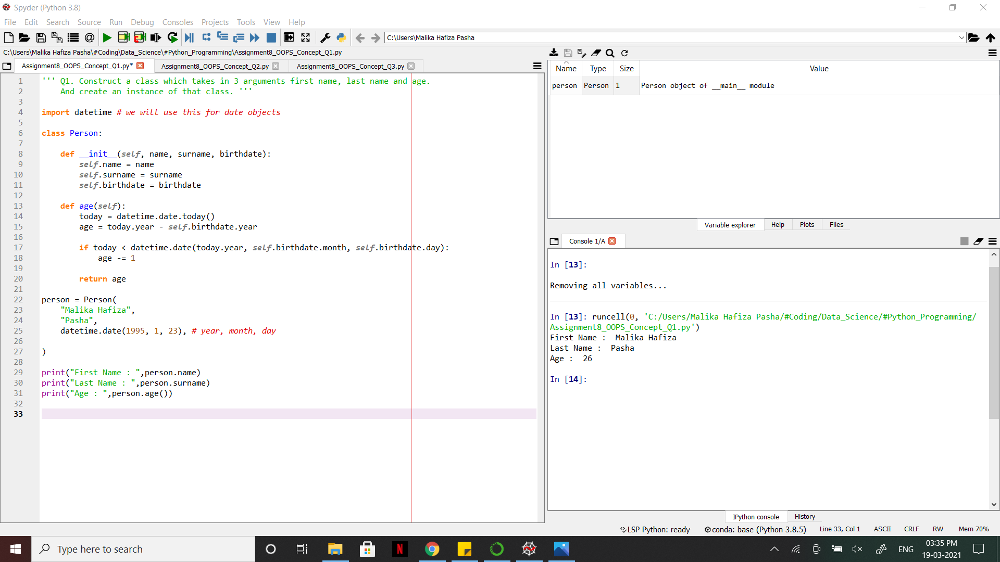 Spyder (Python 3.8)
File Edit Search Source Run Debug Consoles Projects Tools View Help
C:\Users\Malika Hafiza Pasha
C:\Users\Malika Hafiza Pasha\#Coding\Data_Science\#Python_Programming\Assignment8_OOPS_Concept_Q1.py
Assignment8_OOPS_Concept_Q1.py* Assignment8_OOPS_Concept_Q2.py Assignment8_OOPS_Concept_Q3.py
1 ''' Q1. Construct a class which takes in 3 arguments first name, last name and age.
2 And create an instance of that class. '''
3
4 import datetime # we will use this for date objects
5
6 class Person:
7
8 def __init__(self, name, surname, birthdate):
9 self.name = name
10 self.surname = surname
11 self.birthdate = birthdate
12
13 def age(self):
14 today = datetime.date.today()
15 age = today.year - self.birthdate.year
16
17 if today < datetime.date(today.year, self.birthdate.month, self.birthdate.day):
18 age -= 1
19
20 return age
21
22 person = Person(
23 "Malika Hafiza",
24 "Pasha",
25 datetime.date(1995, 1, 23), # year, month, day
26
27 )
28
29 print("First Name : ",person.name)
30 print("Last Name : ",person.surname)
31 print("Age : ",person.age())
32
33
Name Type Size Value
person Person 1 Person object of __main__ module
Variable explorer Help Plots Files
Console 1/A
In [13]:
Removing all variables...
In [13]: runcell(0, 'C:/Users/Malika Hafiza Pasha/#Coding/Data_Science/#Python_Programming/
Assignment8_OOPS_Concept_Q1.py')
First Name :  Malika Hafiza
Last Name :  Pasha
Age :  26
In [14]:
IPython console History
LSP Python: ready conda: base (Python 3.8.5) Line 33, Col 1 ASCII CRLF RW Mem 70%
Type here to search
N
ENG
03:35 PM
19-03-2021